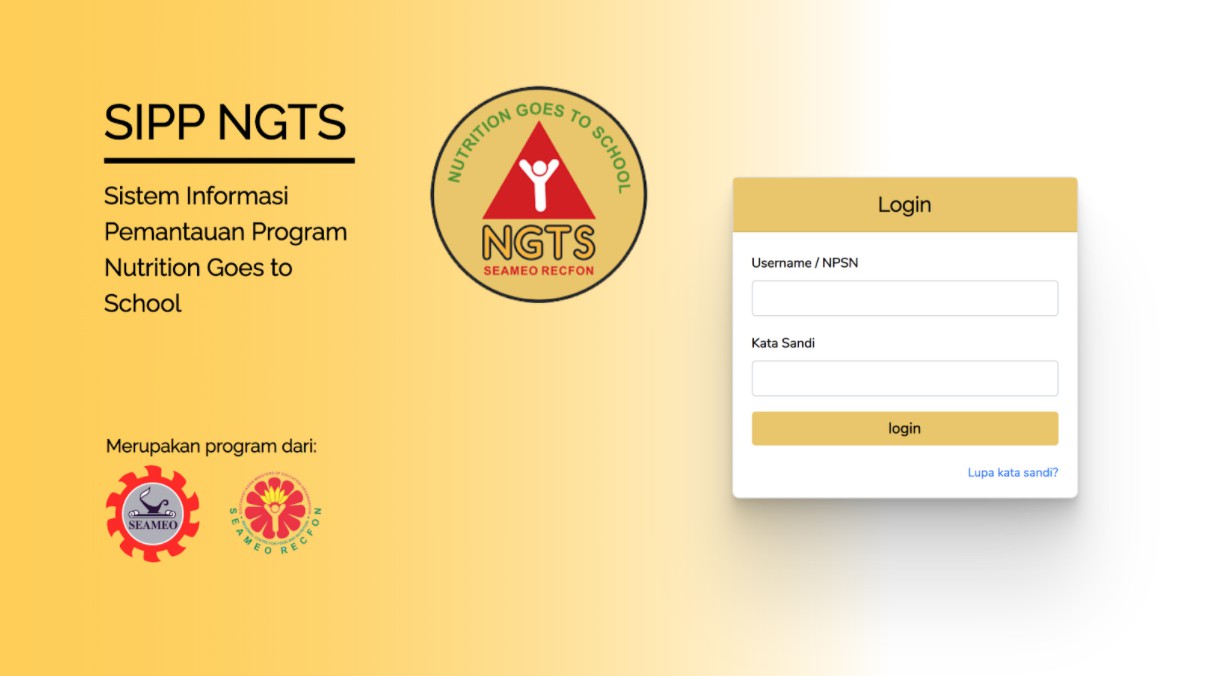 SIPP NGTS
Sistem Informasi
Pemantauan Program
Nutrition Goes to
School
NUTRITION GOES TO SCHOOL
NGTS
SEAMEO RECFON
Merupakan program dari:
SEAMEO
SEAMEO RECFON
Login
Username / NPSN
Kata Sandi
login
Lupa kata sandi?